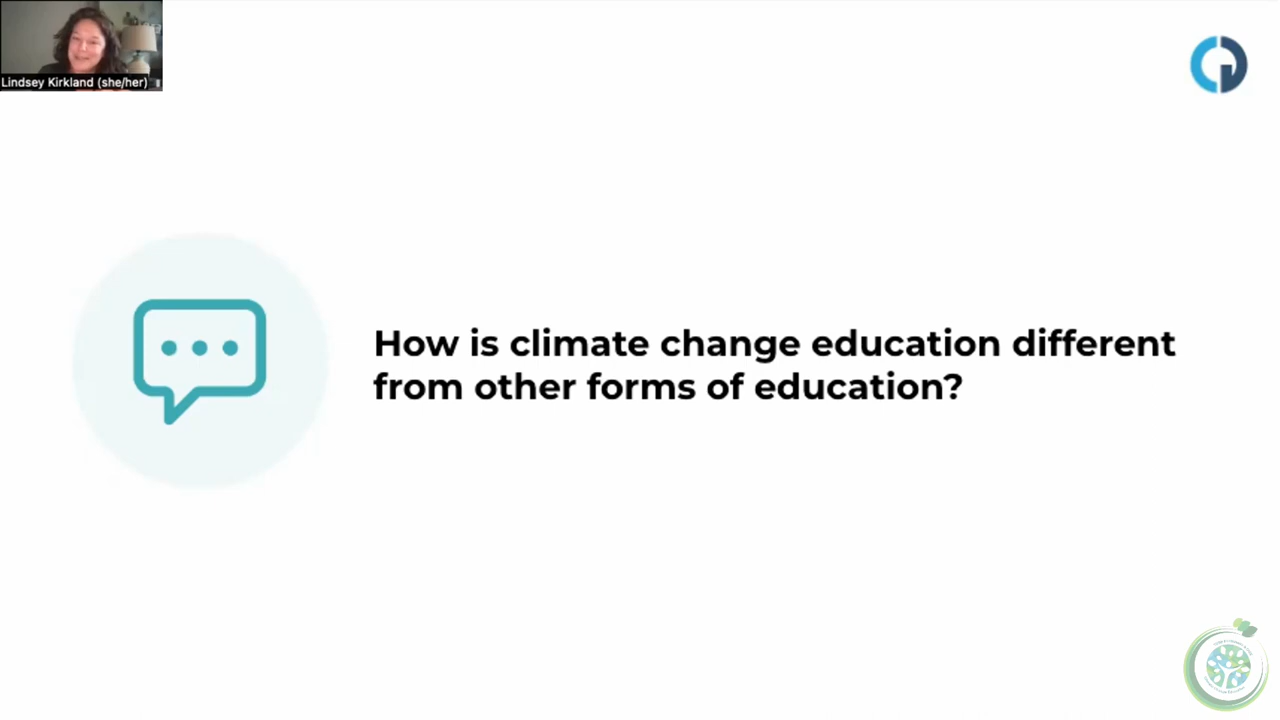 Lindsey Kirkland (she/her)
How is climate change education different
from other forms of education?